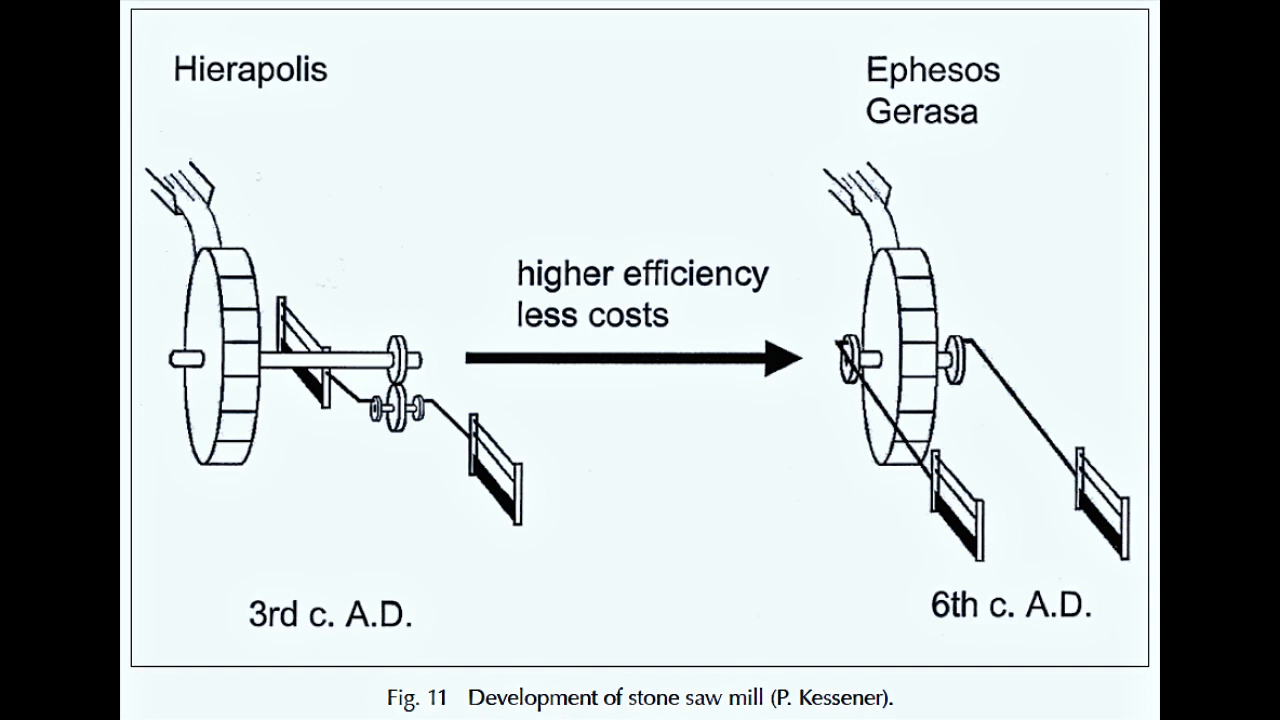 Hierapolis
Ephesos
Gerasa
higher efficiency
less costs
3rd c. A.D.
6th c. A.D.
Fig. 11 Development of stone saw mill (P. Kessener).